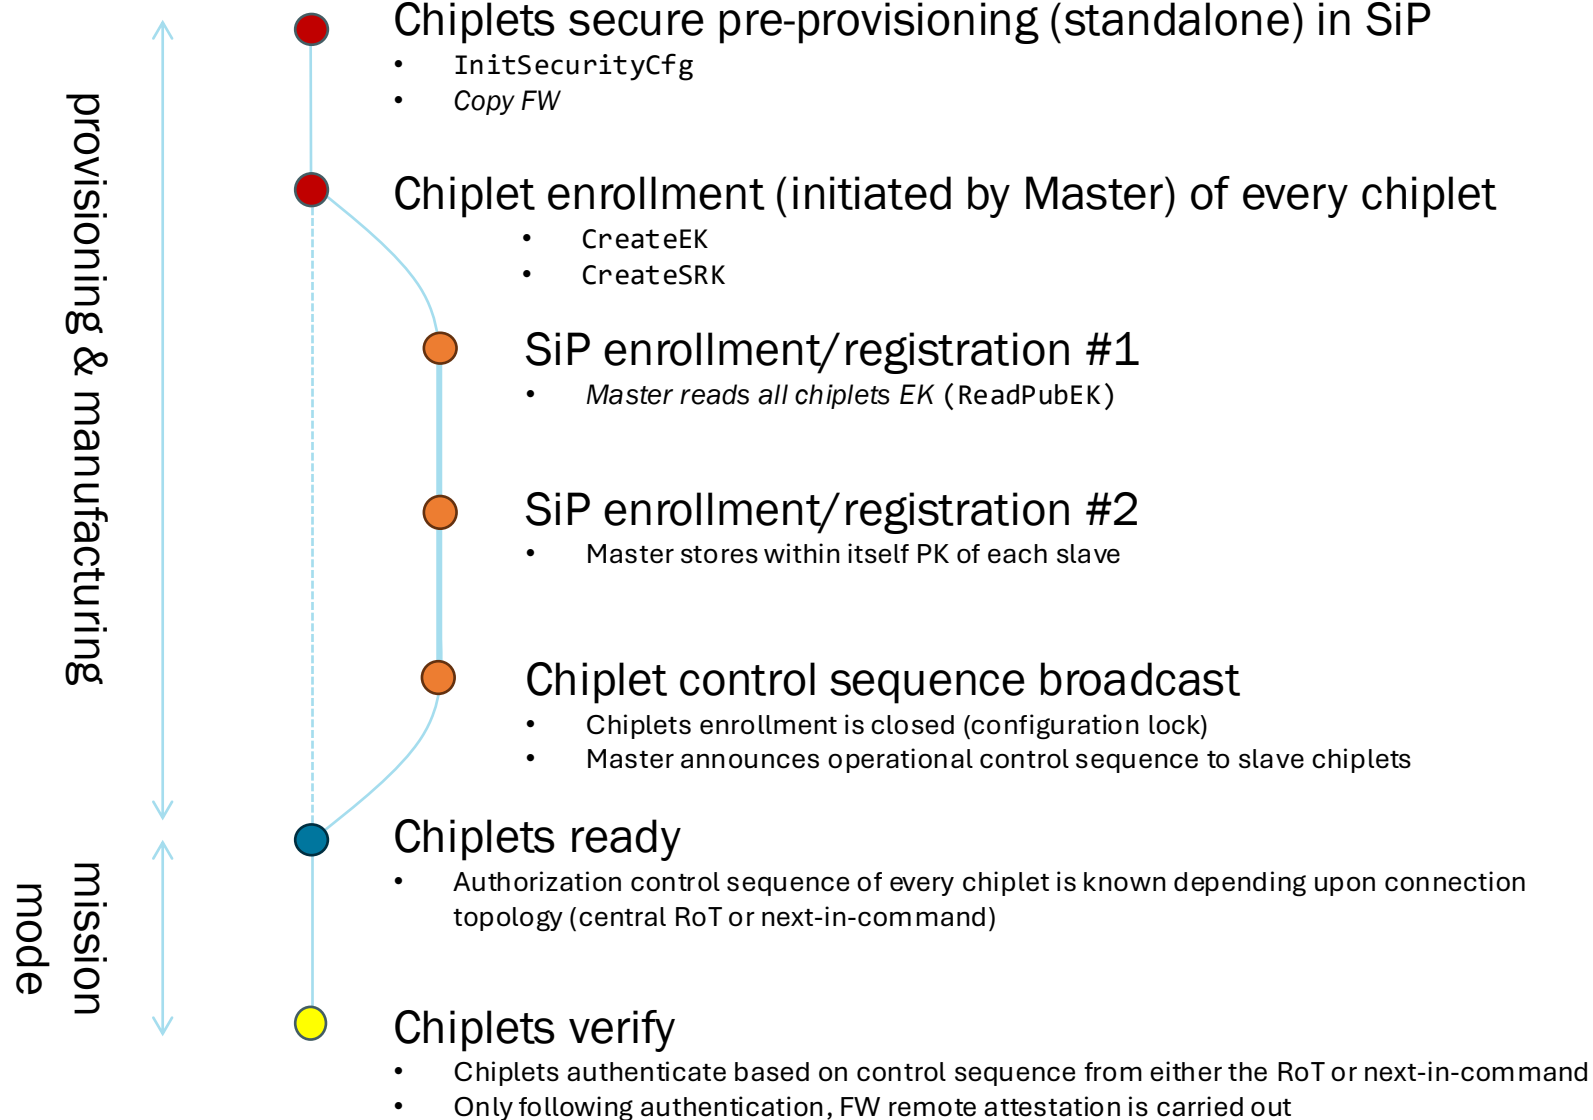 Chiplets secure pre-provisioning (standalone) in SiP
• InitSecurityCfg
• Copy FW
Chiplet enrollment (initiated by Master) of every chiplet
• CreateEK
• CreateSRK
SiP enrollment/registration #1
• Master reads all chiplets EK (ReadPubEK)
SiP enrollment/registration #2
• Master stores within itself PK of each slave
Chiplet control sequence broadcast
• Chiplets enrollment is closed (configuration lock)
• Master announces operational control sequence to slave chiplets
Chiplets ready
• Authorization control sequence of every chiplet is known depending upon connection
topology (central RoT or next-in-command)
Chiplets verify
• Chiplets authenticate based on control sequence from either the RoT or next-in-command
• Only following authentication, FW remote attestation is carried out
provisioning & manufacturing
mission
mode